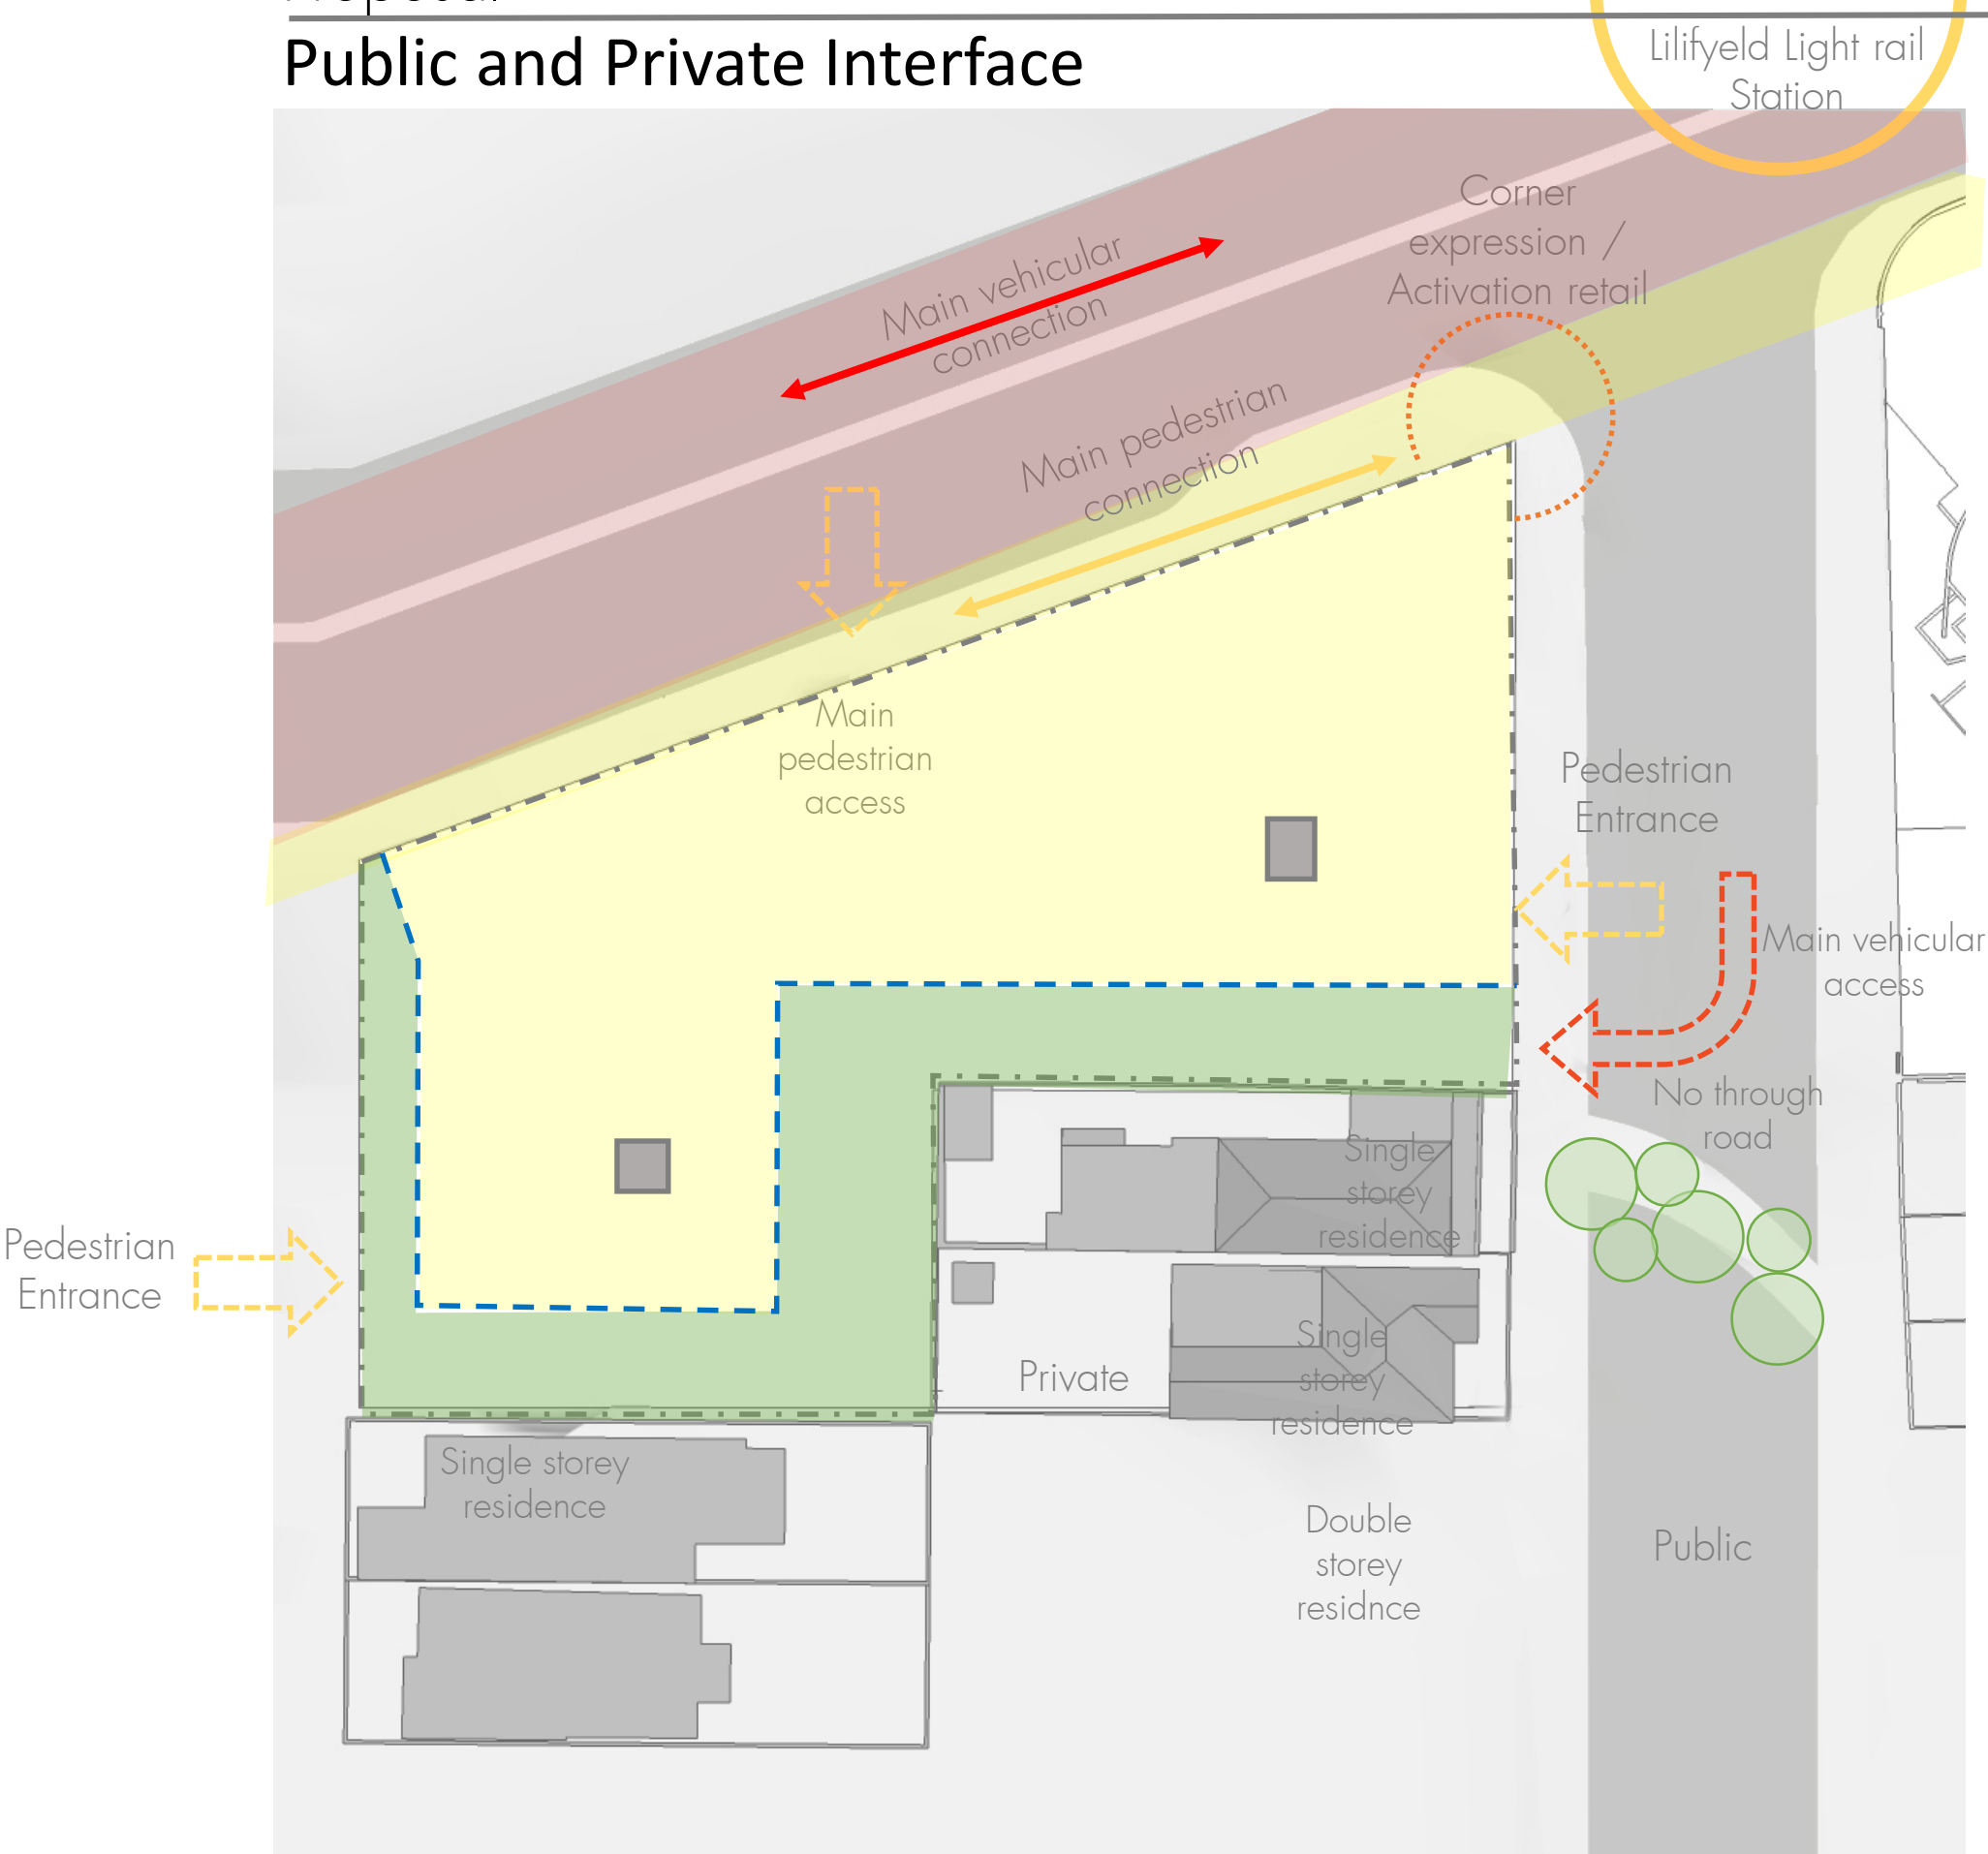 Public and Private Interface
Lilifyeld Light rail
Station
Corner
expression /
Activation retail
Main vehicular
connection
Main pedestrian
connection
Main
pedestrian
access
Pedestrian
Entrance
Main vehicular
access
No through
road
Single
storey
residence
Pedestrian
Entrance
Private
Single
storey
residence
Single storey
residence
Double
storey
residnce
Public